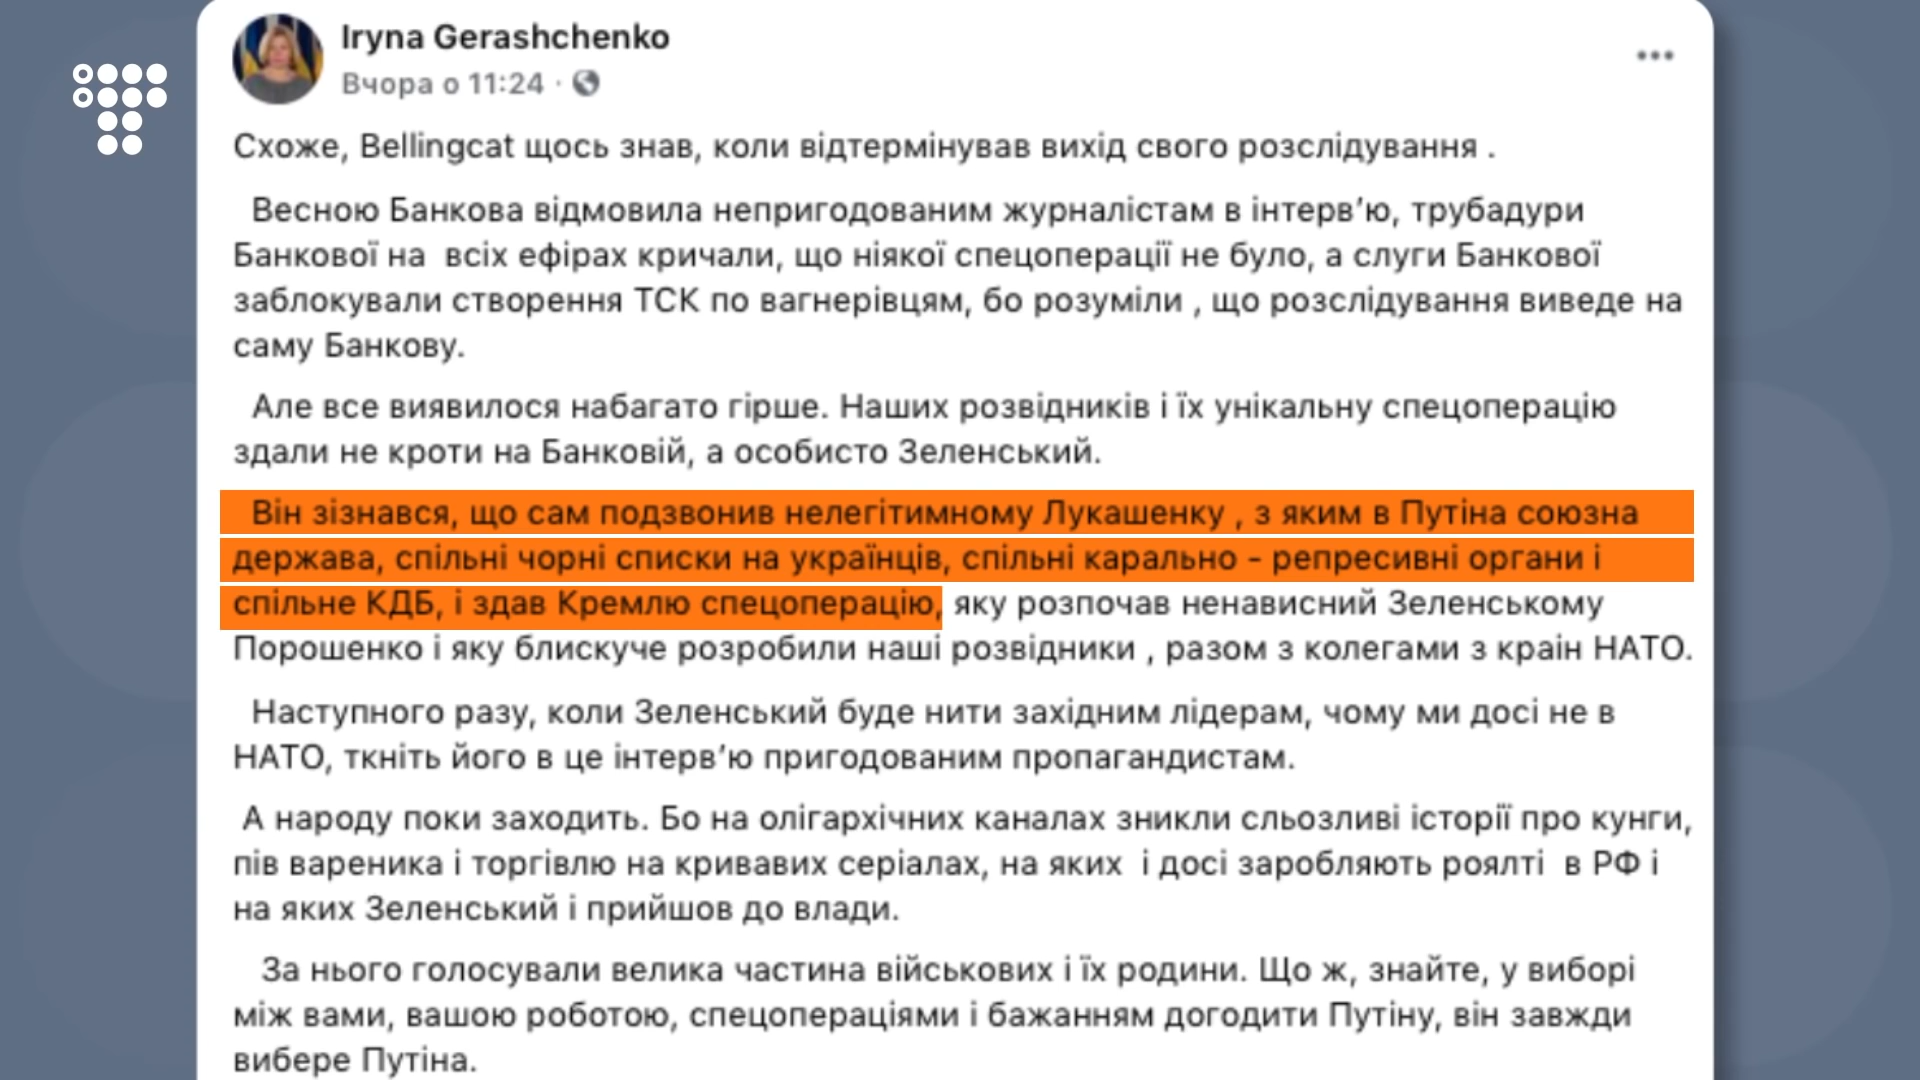 Iryna Gerashchenko
Вчора о 11:24 ·
Схоже, Bellingcat щось знав, коли відтермінував вихід свого розслідування .
Весною Банкова відмовила непригодованим журналістам в інтерв’ю, трубадури
Банкової на всіх ефірах кричали, що ніякої спецоперації не було, а слуги Банкової
заблокували створення ТСК по вагнерівцям, бо розуміли , що розслідування виведе на
саму Банкову.
Але все виявилося набагато гірше. Наших розвідників і їх унікальну спецоперацію
здали не кроти на Банковій, а особисто Зеленський.
Він зізнався, що сам подзвонив нелегітимному Лукашенку , з яким в Путіна союзна
держава, спільні чорні списки на українців, спільні карально - репресивні органи і
спільне КДБ, і здав Кремлю спецоперацію, яку розпочав ненависний Зеленському
Порошенко і яку блискуче розробили наші розвідники , разом з колегами з країн НАТО.
Наступного разу, коли Зеленський буде нити західним лідерам, чому ми досі не в
НАТО, ткніть його в це інтерв’ю пригодованим пропагандистам.
А народу поки заходить. Бо на олігархічних каналах зникли сльозливі історії про кунги,
пів вареника і торгівлю на кривавих серіалах, на яких і досі заробляють роялті в РФ і
на яких Зеленський і прийшов до влади.
За нього голосували велика частина військових і їх родини. Що ж, знайте, у виборі
між вами, вашою роботою, спецопераціями і бажанням догодити Путіну, він завжди
вибере Путіна.